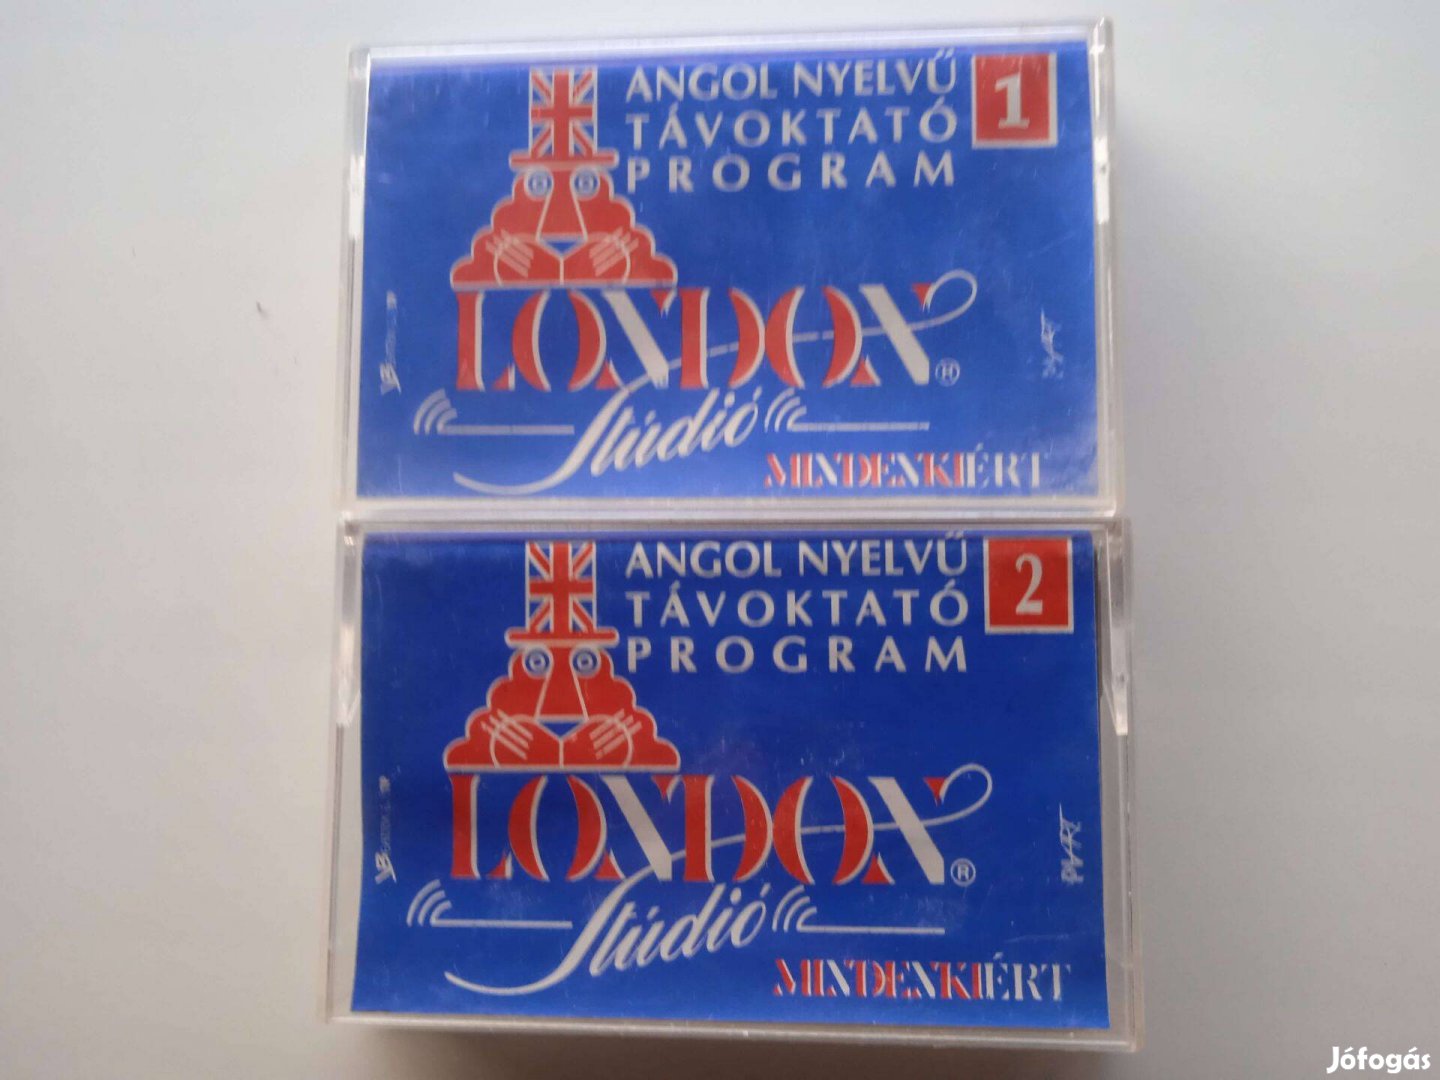 ANGOL NYELVŰ
TÁVOKTATÓ
PROGRAM
1
LONDON ®
Stúdió
MINDENKIÉRT
ANGOL NYELVŰ
TÁVOKTATÓ
PROGRAM
2
LONDON ®
Stúdió
MINDENKIÉRT
Jófogás